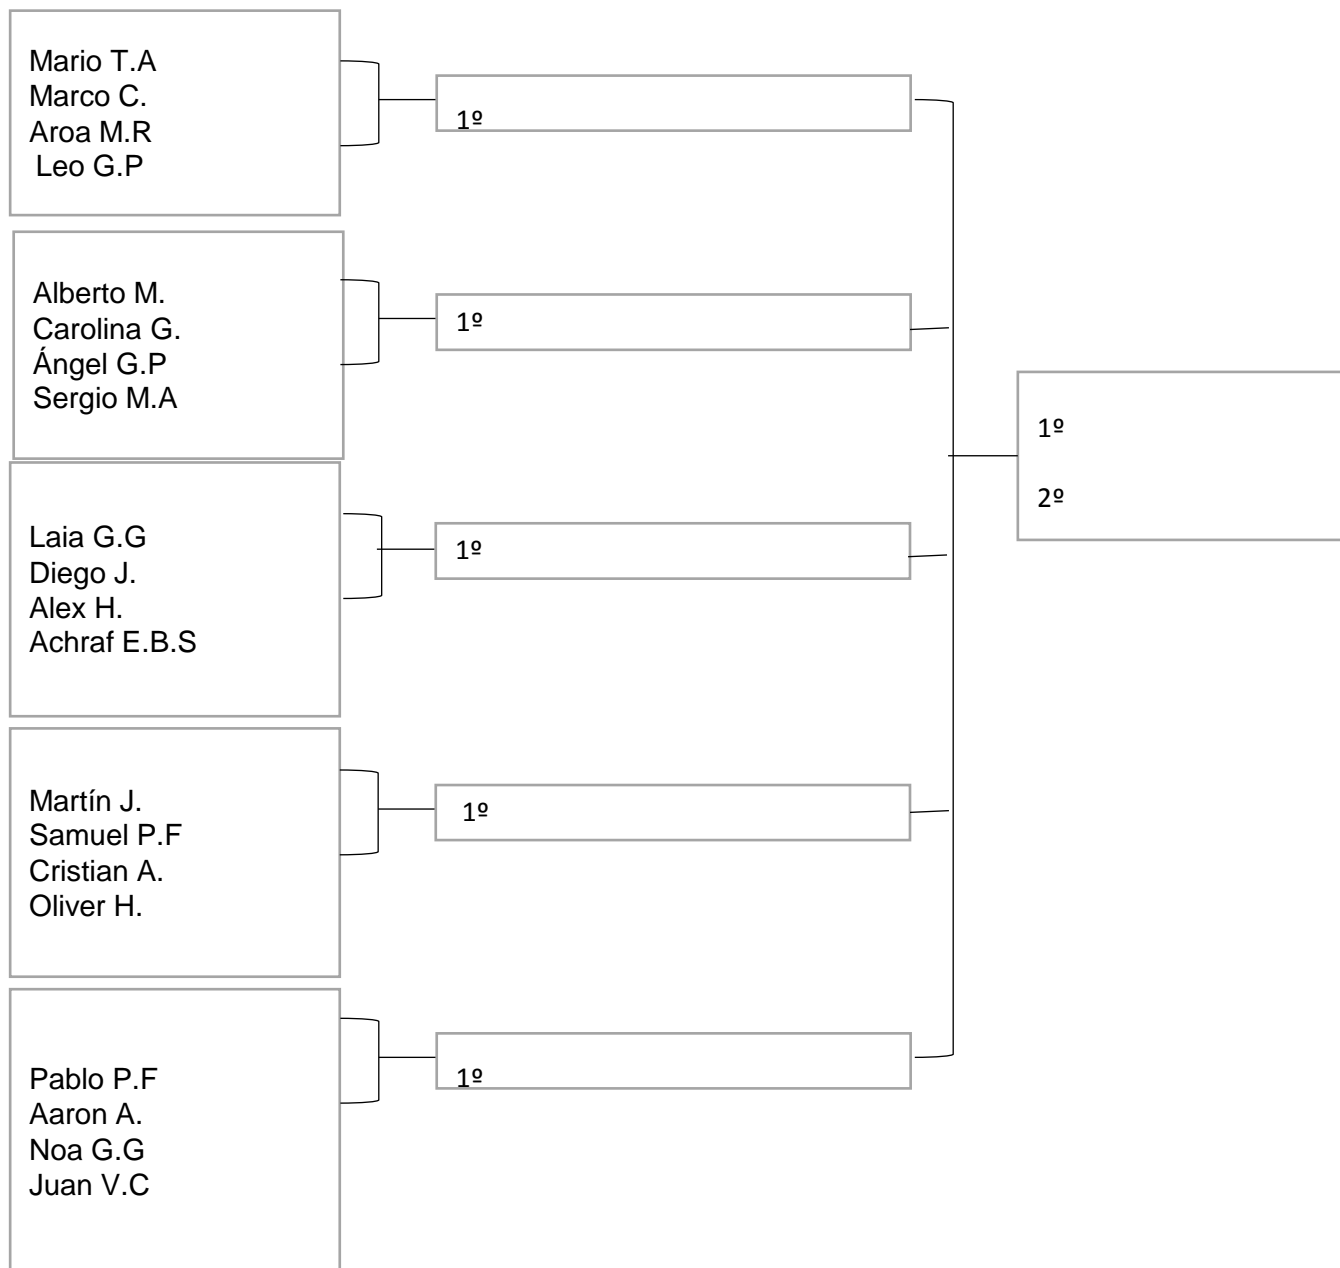 Mario T.A
Marco C.
Aroa M.R
Leo G.P
1º
Alberto M.
Carolina G.
Ángel G.P
Sergio M.A
1º
Laia G.G
Diego J.
Alex H.
Achraf E.B.S
1º
Martín J.
Samuel P.F
Cristian A.
Oliver H.
1º
Pablo P.F
Aaron A.
Noa G.G
Juan V.C
1º
1º
2º